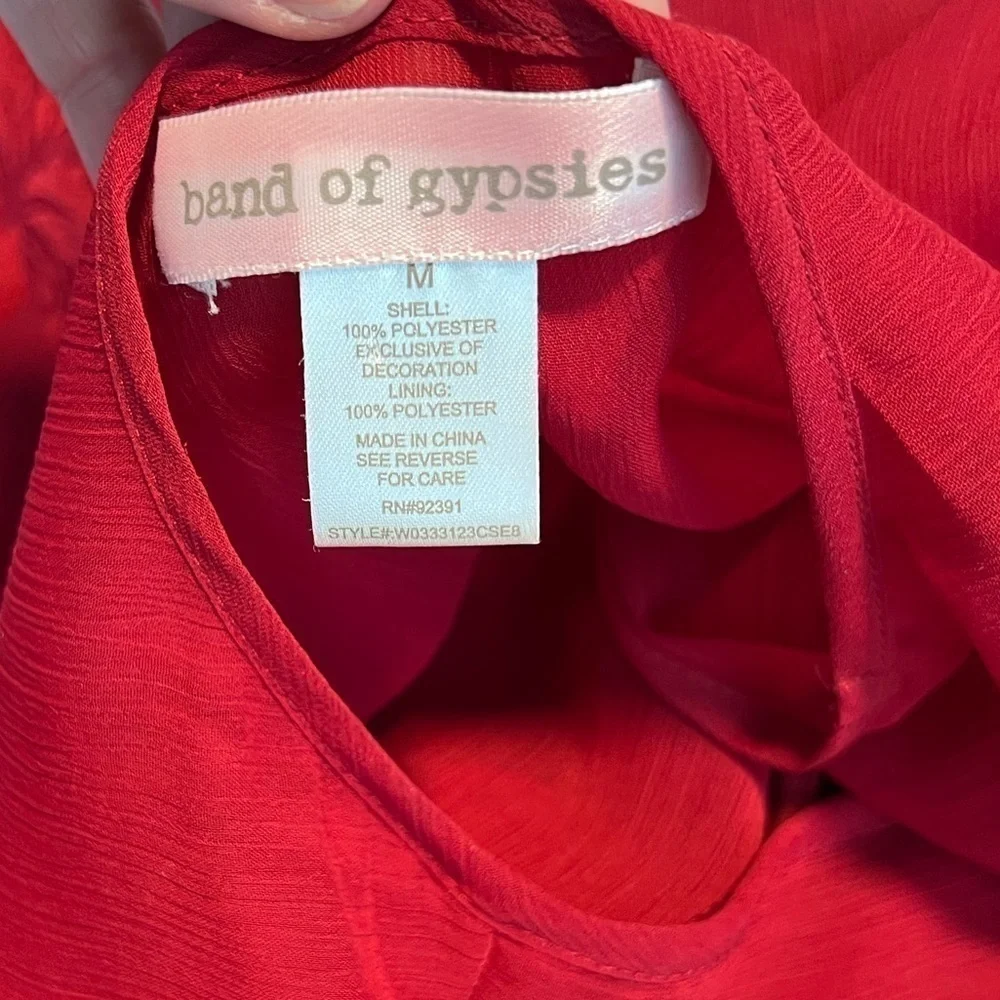 band of gypsies
M
SHELL:
100% POLYESTER
EXCLUSIVE OF
DECORATION
LINING:
100% POLYESTER
MADE IN CHINA
SEE REVERSE
FOR CARE
RN#92391
STYLE#:W0333123CSE8